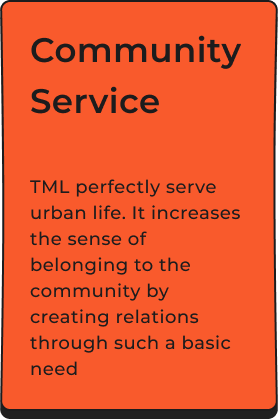 Community
Service
TML perfectly serve
urban life. It increases
the sense of
belonging to the
community by
creating relations
through such a basic
need